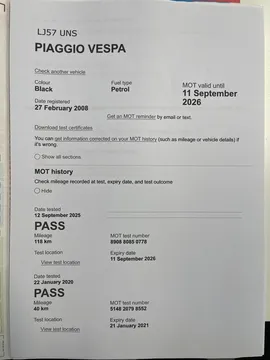 LJ57 UNS
PIAGGIO VESPA
Check another vehicle
Colour
Black
Fuel type
Petrol
MOT valid until
11 September
2026
Date registered
27 February 2008
Get an MOT reminder by email or text.
Download test certificates
You can get information corrected on your MOT history (such as mileage or vehicle details) if
it's wrong.
Show all sections
MOT history
Check mileage recorded at test, expiry date, and test outcome
Hide
Date tested
12 September 2025
PASS
Mileage
118 km
MOT test number
8908 8085 0778
Test location
View test location
Expiry date
11 September 2026
Date tested
22 January 2020
PASS
Mileage
40 km
MOT test number
5148 2079 8552
Test location
View test location
Expiry date
21 January 2021